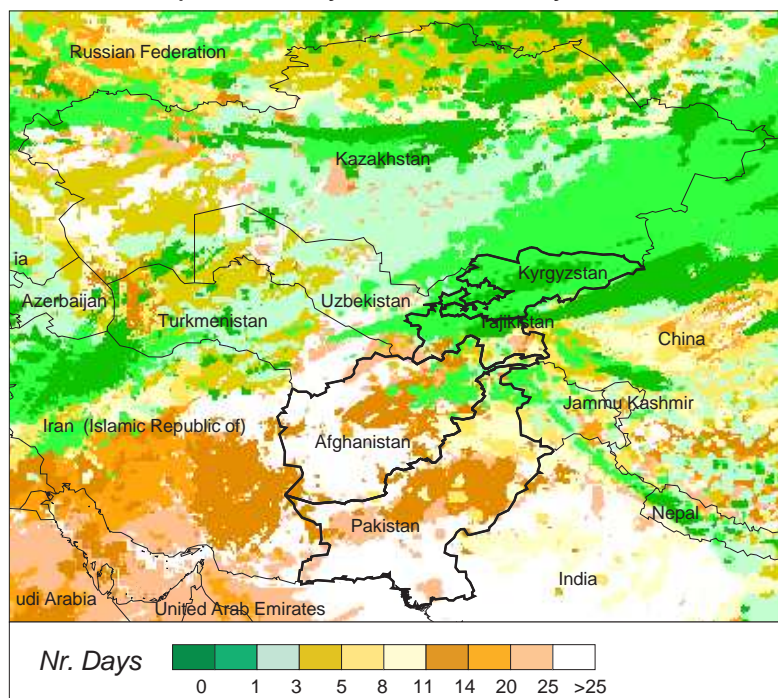 Russian Federation
Kazakhstan
ia
Kyrgyzstan
Azerbaijan
Uzbekistan
Turkmenistan
Tajikistan
China
Jammu Kashmir
Iran (Islamic Republic of)
Afghanistan
Pakistan
Nepal
India
udi Arabia
United Arab Emirates
Nr. Days
0 1 3 5 8 11 14 20 25 >25